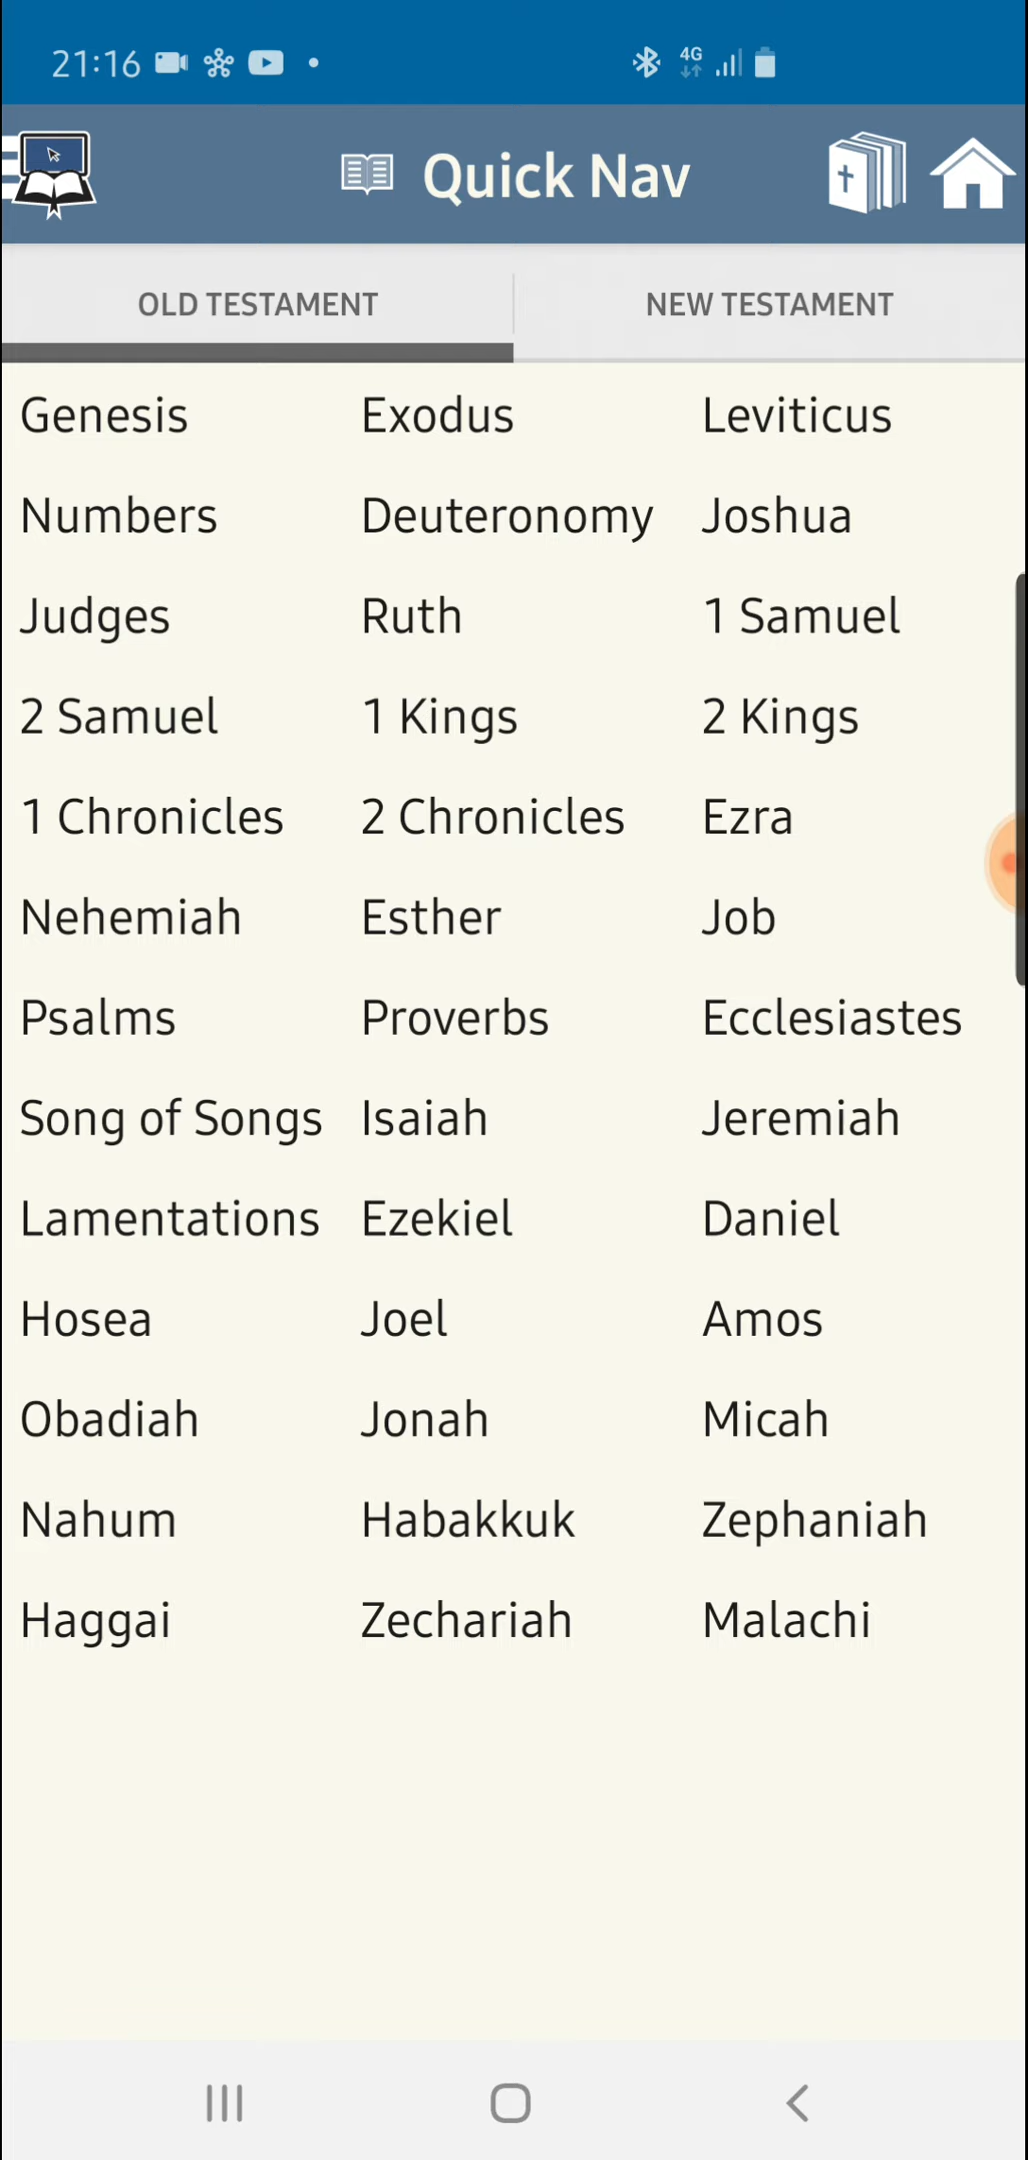 21:16
4G
Quick Nav
OLD TESTAMENT NEW TESTAMENT
Genesis Exodus Leviticus
Numbers Deuteronomy Joshua
Judges Ruth 1 Samuel
2 Samuel 1 Kings 2 Kings
1 Chronicles 2 Chronicles Ezra
Nehemiah Esther Job
Psalms Proverbs Ecclesiastes
Song of Songs Isaiah Jeremiah
Lamentations Ezekiel Daniel
Hosea Joel Amos
Obadiah Jonah Micah
Nahum Habakkuk Zephaniah
Haggai Zechariah Malachi